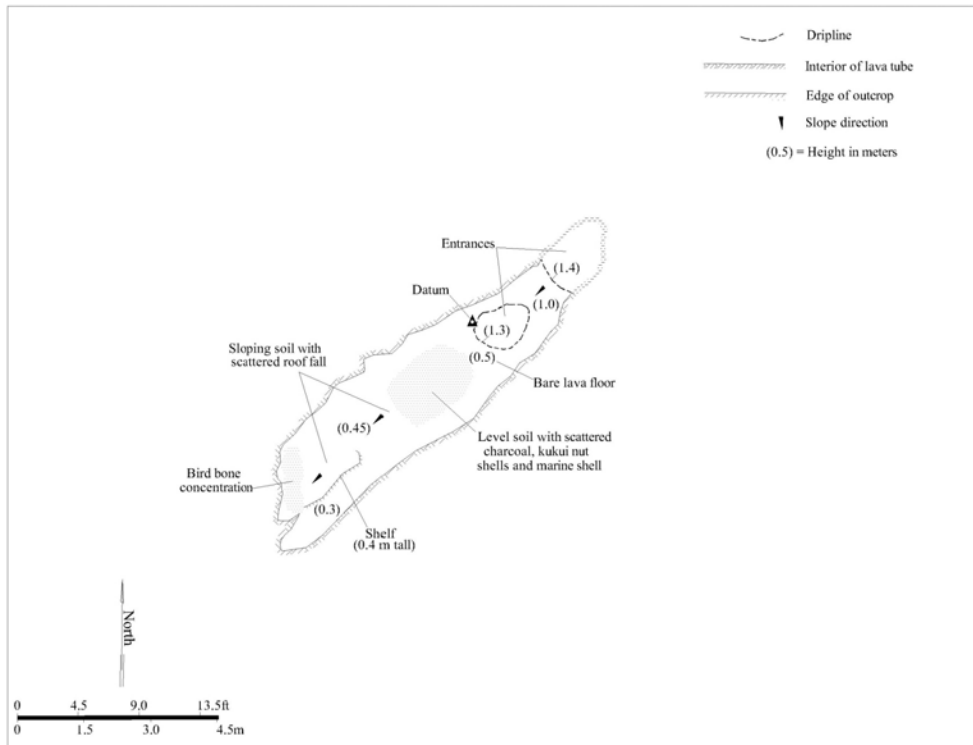 Dripline
Interior of lava tube
Edge of outcrop
Slope direction
(0.5) = Height in meters
Entrances
(1.4)
Datum
(1.0)
(1.3)
Sloping soil with
scattered roof fall
(0.5)
Bare lava floor
(0.45)
Level soil with scattered
charcoal, kukui nut
shells and marine shell
Bird bone
concentration
(0.3)
Shelf
(0.4 m tall)
North
0 4.5 9.0 13.5ft
0 1.5 3.0 4.5m